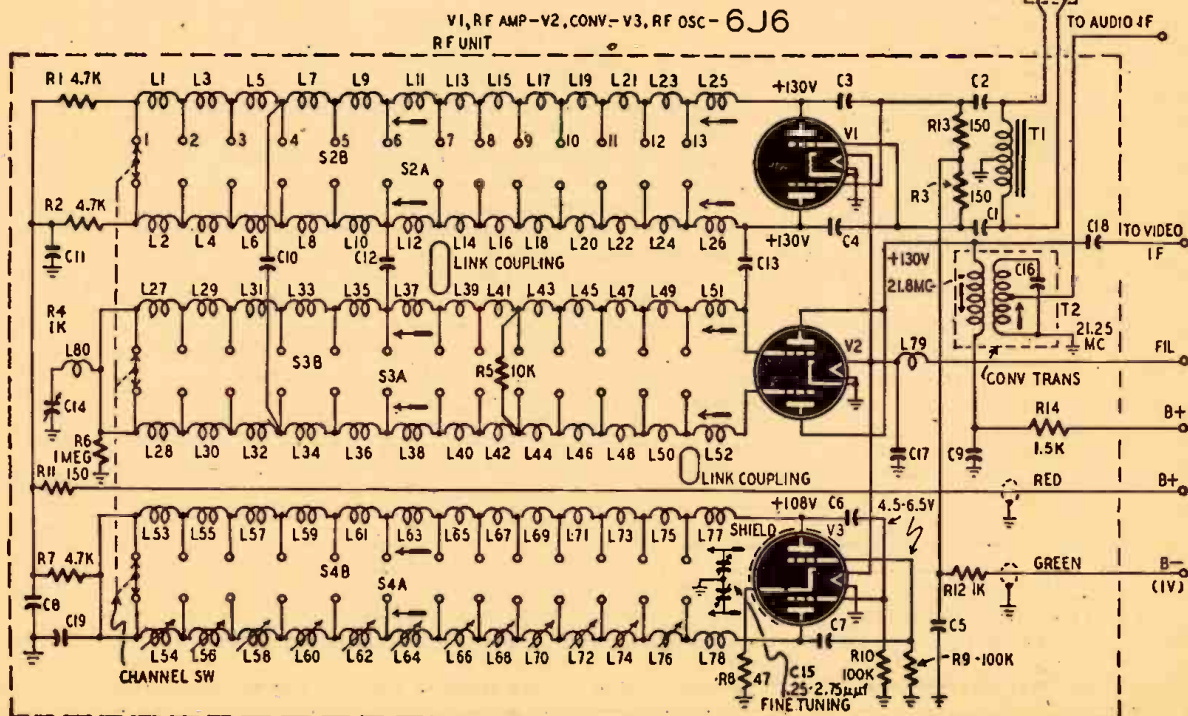 V1, RF AMP-V2, CONV.-V3, RF OSC- 6J6
RF UNIT
TO AUDIO IF
R1 4.7K
L1 L3 L5 L7 L9 L11 L13 L15 L17 L19 L21 L23 L25
+130V
C3
C2
1 2 3 4 5 6 7 8 9 10 11 12 13
V1
R13
150
T1
S2B
S2A
R2 4.7K
R3
150
L2 L4 L6 L8 L10 L12 L14 L16 L18 L20 L22 L24 L26
+130V
C4
C1
C18
TO VIDEO
IF
C11
C10
C12
LINK COUPLING
C13
+130V
21.8MC
C16
T2
21.25
MC
L27 L29 L31 L33 L35 L37 L39 L41 L43 L45 L47 L49 L51
R4
1K
L80
S3B
S3A
R5
10K
V2
L79
FIL
CONV TRANS
C14
R14
1.5K
B+
R6
1MEG
L28 L30 L32 L34 L36 L38 L40 L42 L44 L46 L48 L50 L52
C17
C9
R11 150
LINK COUPLING
RED
B+
+108V
C6
4.5-6.5V
L53 L55 L57 L59 L61 L63 L65 L67 L69 L71 L73 L75 L77
SHIELD
V3
R7 4.7K
S4B
S4A
GREEN
B-
(1V)
R12 1K
C8
C19
C7
C5
L54 L56 L58 L60 L62 L64 L66 L68 L70 L72 L74 L76 L78
CHANNEL SW
R8
47
C15
.25-2.75μμf
FINE TUNING
R10
100K
R9-100K